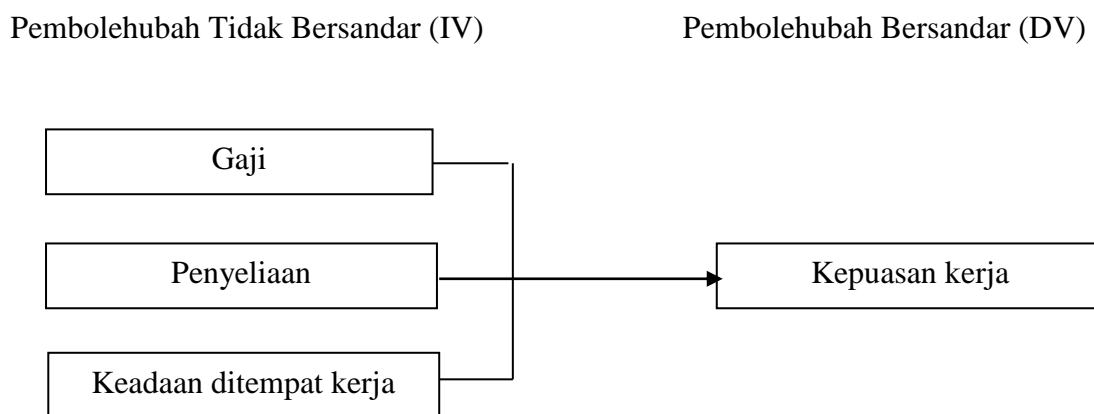 Pembolehubah Tidak Bersandar (IV)
Pembolehubah Bersandar (DV)
Gaji
Penyeliaan
Kepuasan kerja
Keadaan ditempat kerja